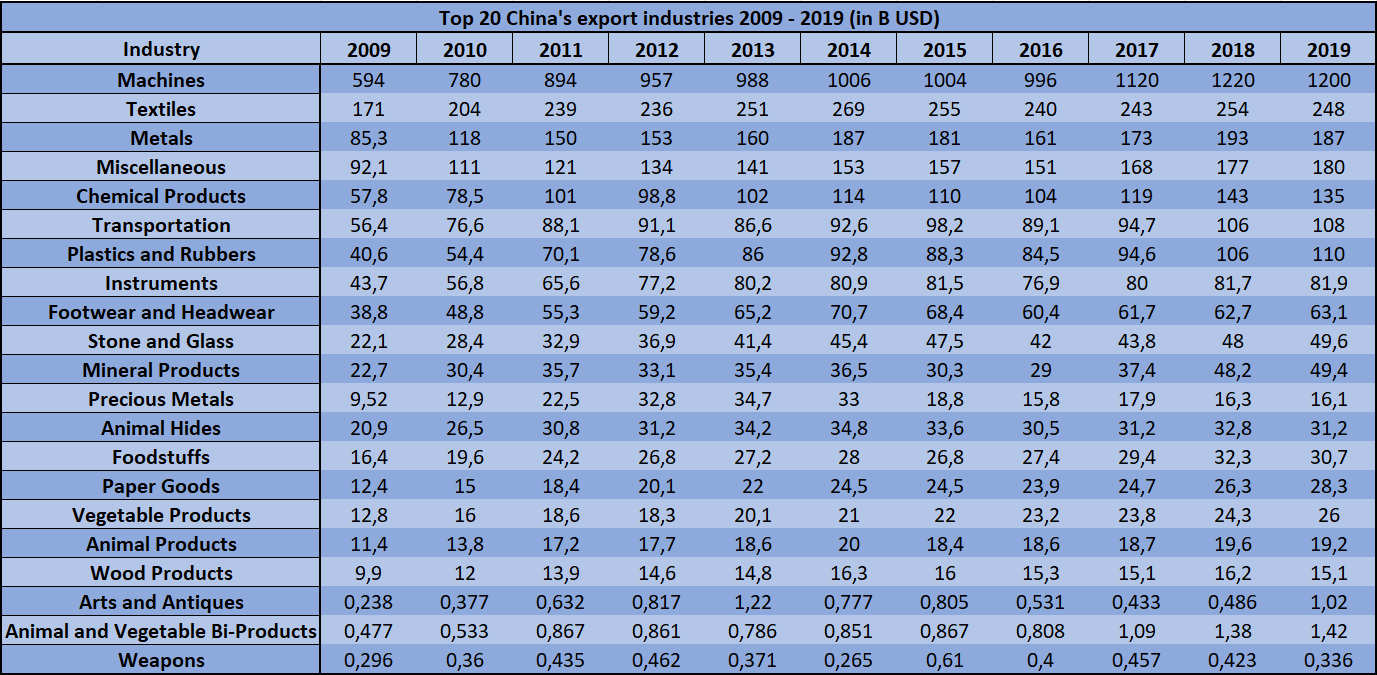 Top 20 China's export industries 2009 - 2019 (in B USD)
Industry 2009 2010 2011 2012 2013 2014 2015 2016 2017 2018 2019
Machines 594 780 894 957 988 1006 1004 996 1120 1220 1200
Textiles 171 204 239 236 251 269 255 240 243 254 248
Metals 85,3 118 150 153 160 187 181 161 173 193 187
Miscellaneous 92,1 111 121 134 141 153 157 151 168 177 180
Chemical Products 57,8 78,5 101 98,8 102 114 110 104 119 143 135
Transportation 56,4 76,6 88,1 91,1 86,6 92,6 98,2 89,1 94,7 106 108
Plastics and Rubbers 40,6 54,4 70,1 78,6 86 92,8 88,3 84,5 94,6 106 110
Instruments 43,7 56,8 65,6 77,2 80,2 80,9 81,5 76,9 80 81,7 81,9
Footwear and Headwear 38,8 48,8 55,3 59,2 65,2 70,7 68,4 60,4 61,7 62,7 63,1
Stone and Glass 22,1 28,4 32,9 36,9 41,4 45,4 47,5 42 43,8 48 49,6
Mineral Products 22,7 30,4 35,7 33,1 35,4 36,5 30,3 29 37,4 48,2 49,4
Precious Metals 9,52 12,9 22,5 32,8 34,7 33 18,8 15,8 17,9 16,3 16,1
Animal Hides 20,9 26,5 30,8 31,2 34,2 34,8 33,6 30,5 31,2 32,8 31,2
Foodstuffs 16,4 19,6 24,2 26,8 27,2 28 26,8 27,4 29,4 32,3 30,7
Paper Goods 12,4 15 18,4 20,1 22 24,5 24,5 23,9 24,7 26,3 28,3
Vegetable Products 12,8 16 18,6 18,3 20,1 21 22 23,2 23,8 24,3 26
Animal Products 11,4 13,8 17,2 17,7 18,6 20 18,4 18,6 18,7 19,6 19,2
Wood Products 9,9 12 13,9 14,6 14,8 16,3 16 15,3 15,1 16,2 15,1
Arts and Antiques 0,238 0,377 0,632 0,817 1,22 0,777 0,805 0,531 0,433 0,486 1,02
Animal and Vegetable Bi-Products 0,477 0,533 0,867 0,861 0,786 0,851 0,867 0,808 1,09 1,38 1,42
Weapons 0,296 0,36 0,435 0,462 0,371 0,265 0,61 0,4 0,457 0,423 0,336